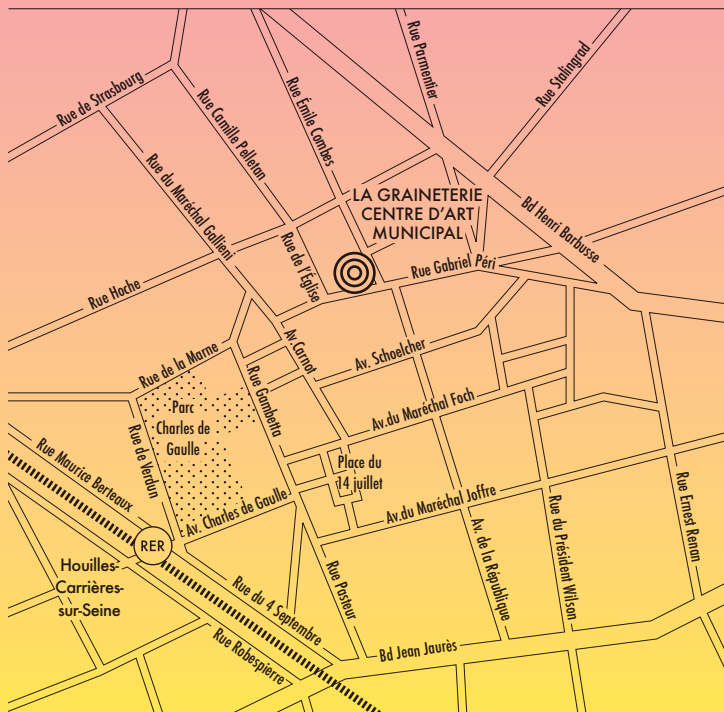 Rue Parmentier
Rue Stalingrad
Rue de Strasbourg
Rue Camille Pelletan
Rue Émile Combes
Rue du Maréchal Gallieni
LA GRAINETERIE
CENTRE D'ART
MUNICIPAL
Bd Henri Barbusse
Rue de l'Église
Rue Gabriel Péri
Rue Hoche
Av. Carnot
Av. Schoelcher
Rue de la Marne
Rue Gambetta
Parc
Charles de
Gaulle
Av.du Maréchal Foch
Rue de Verdun
Rue Maurice Berteaux
Place du
14 juillet
Av. Charles de Gaulle
Av.du Maréchal Joffre
Rue Ernest Renan
RER
Houilles-
Carrières-
sur-Seine
Rue du 4 Septembre
Rue Pasteur
Av. de la République
Rue du Président Wilson
Rue Robespierre
Bd Jean Jaurès